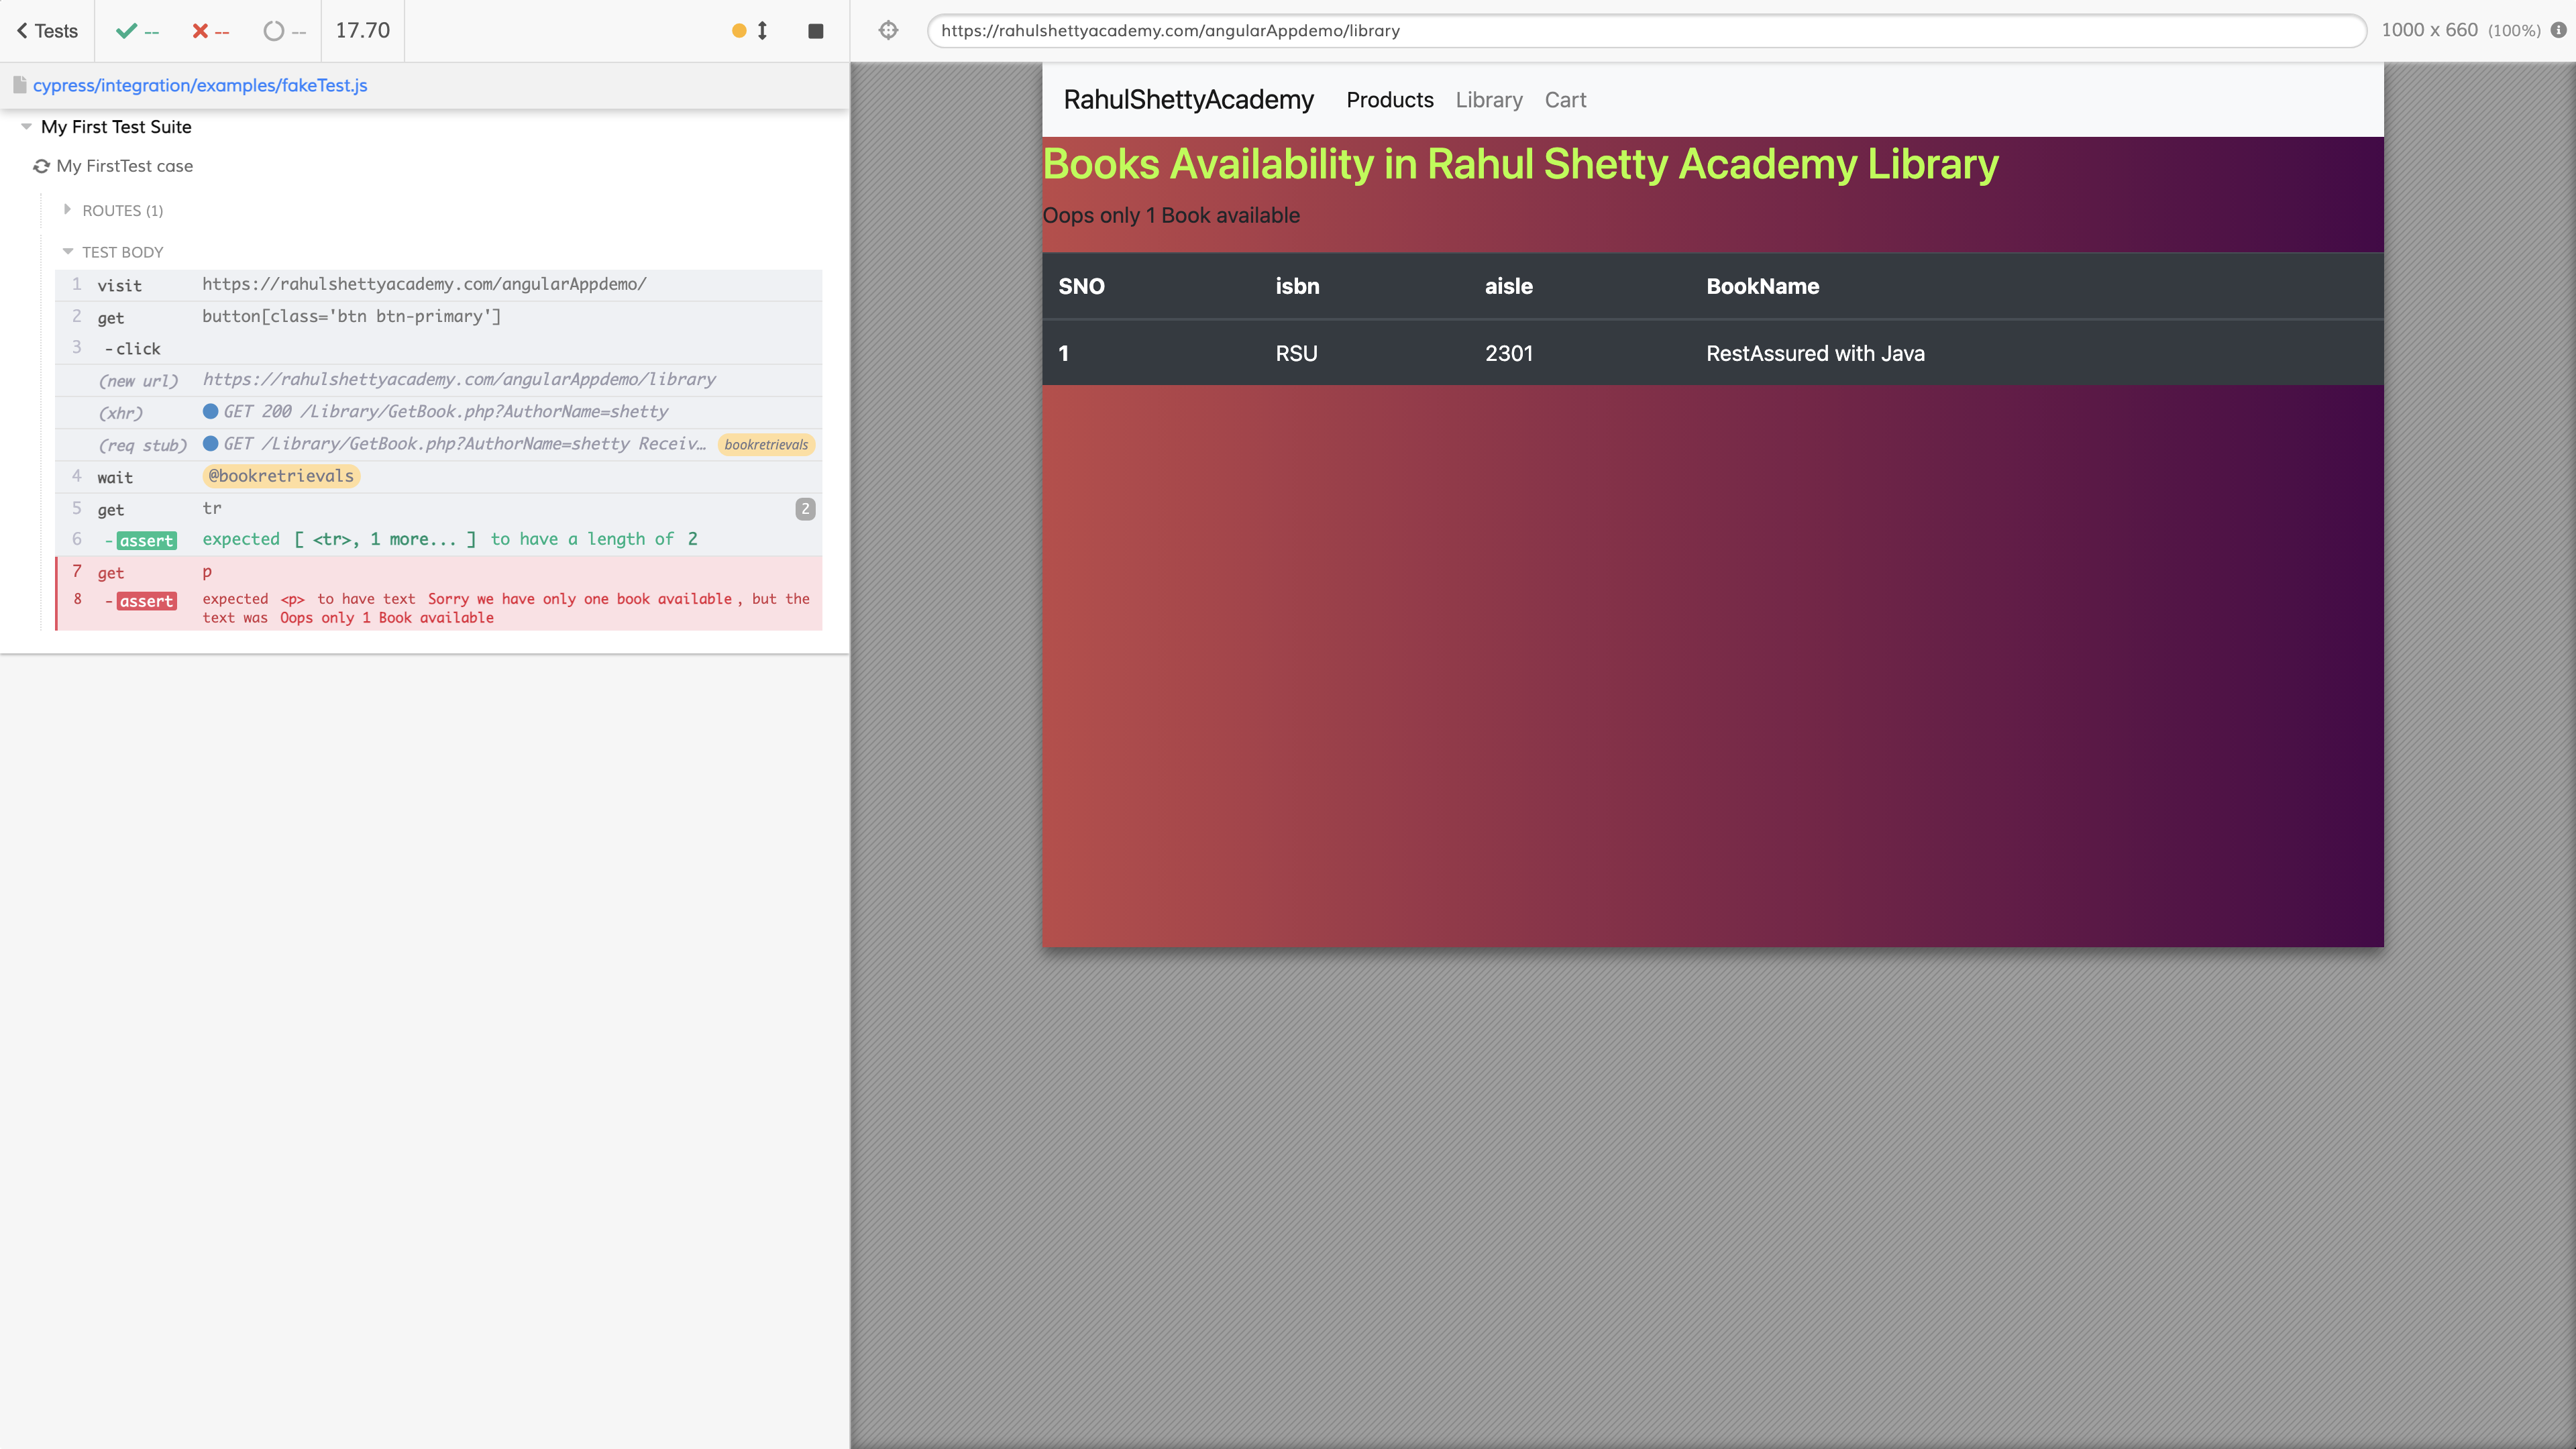 Tests -- -- -- 17.70
cypress/integration/examples/fakeTest.js
My First Test Suite
My FirstTest case
ROUTES (1)
TEST BODY
1 visit https://rahulshettyacademy.com/angularAppdemo/
2 get button[class='btn btn-primary']
3 -click
(new url) https://rahulshettyacademy.com/angularAppdemo/library
(xhr) GET 200 /Library/GetBook.php?AuthorName=shetty
(req stub) GET /Library/GetBook.php?AuthorName=shetty Receiv… bookretrievals
4 wait @bookretrievals
5 get tr 2
6 -assert expected [ <tr>, 1 more... ] to have a length of 2
7 get p
8 -assert expected <p> to have text Sorry we have only one book available, but the
text was Oops only 1 Book available
https://rahulshettyacademy.com/angularAppdemo/library 1000 x 660 (100%)
RahulShettyAcademy Products Library Cart
Books Availability in Rahul Shetty Academy Library
Oops only 1 Book available
SNO isbn aisle BookName
1 RSU 2301 RestAssured with Java